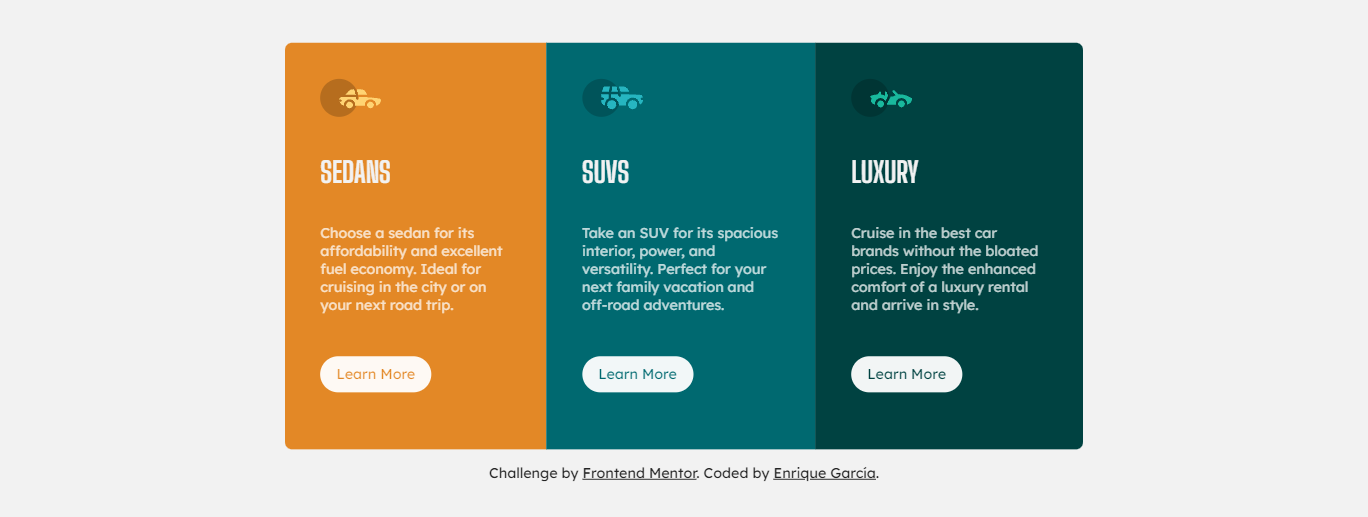 SEDANS
Choose a sedan for its
affordability and excellent
fuel economy. Ideal for
cruising in the city or on
your next road trip.
Learn More
SUVS
Take an SUV for its spacious
interior, power, and
versatility. Perfect for your
next family vacation and
off-road adventures.
Learn More
LUXURY
Cruise in the best car
brands without the bloated
prices. Enjoy the enhanced
comfort of a luxury rental
and arrive in style.
Learn More
Challenge by Frontend Mentor. Coded by Enrique García.